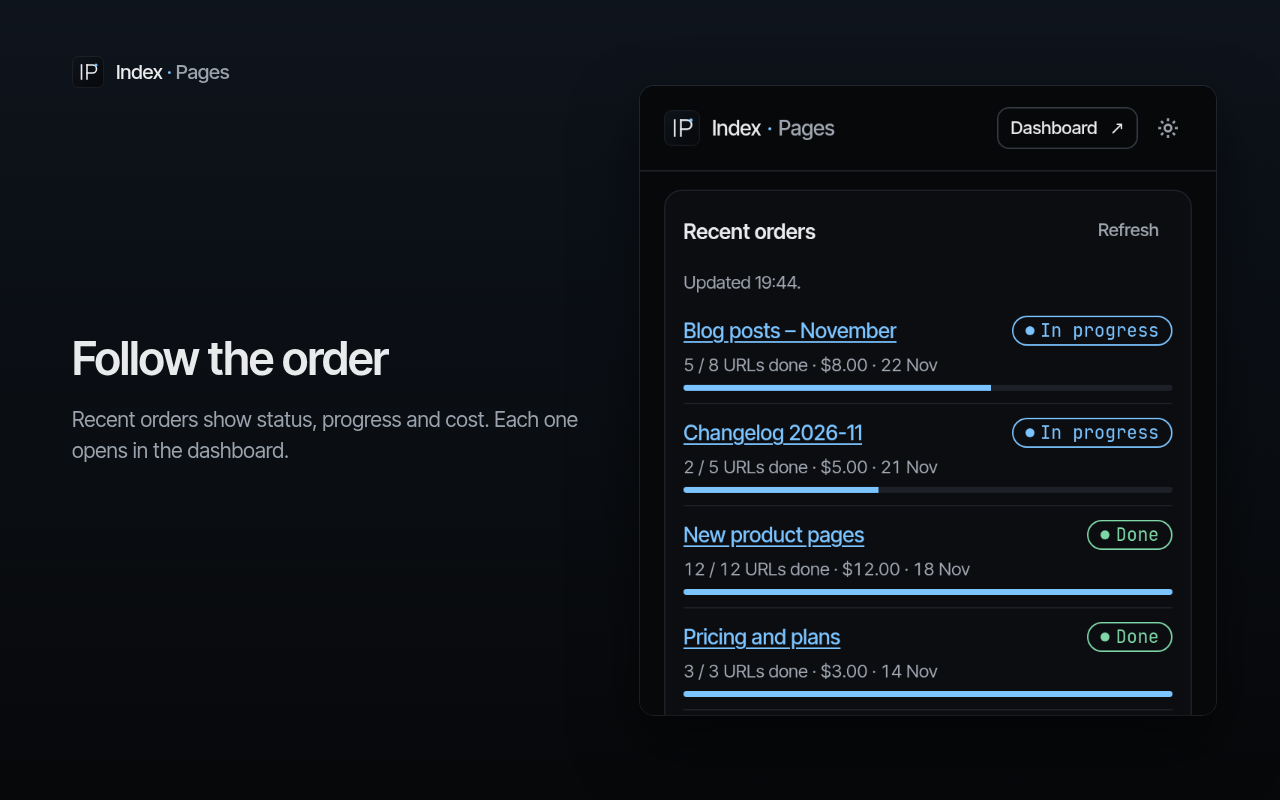 Index · Pages
Follow the order
Recent orders show status, progress and cost. Each one
opens in the dashboard.
IP Index · Pages
Dashboard ↗
Recent orders
Refresh
Updated 19:44.
Blog posts – November
In progress
5 / 8 URLs done · $8.00 · 22 Nov
Changelog 2026-11
In progress
2 / 5 URLs done · $5.00 · 21 Nov
New product pages
Done
12 / 12 URLs done · $12.00 · 18 Nov
Pricing and plans
Done
3 / 3 URLs done · $3.00 · 14 Nov